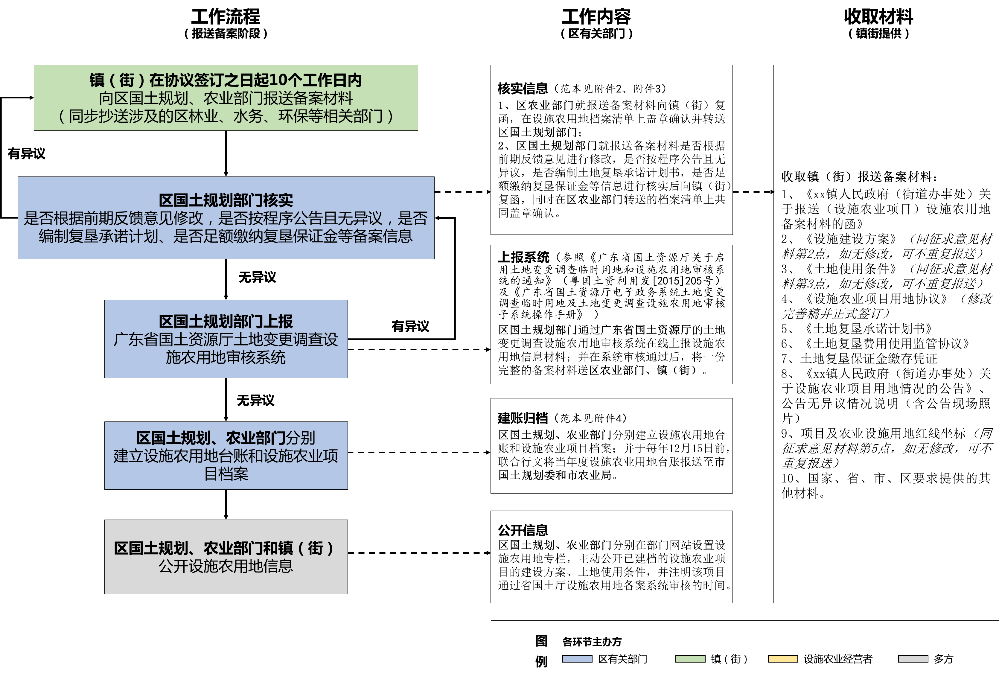 工作流程
（报送备案阶段）
镇（街）在协议签订之日起10个工作日内
向区国土规划、农业部门报送备案材料
（同步抄送涉及的区林业、水务、环保等相关部门）
有异议
区国土规划部门核实
是否根据前期反馈意见修改，是否按程序公告且无异议，是否
编制复垦承诺计划、是否足额缴纳复垦保证金等备案信息
无异议
区国土规划部门上报
广东省国土资源厅土地变更调查设
施农用地审核系统
有异议
无异议
区国土规划、农业部门分别
建立设施农用地台账和设施农业项
目档案
区国土规划、农业部门和镇（街）
公开设施农用地信息
工作内容
（区有关部门）
核实信息（范本见附件2、附件3）
1、区农业部门就报送备案材料向镇（街）复
函，在设施农用地档案清单上盖章确认并转送
区国土规划部门；
2、区国土规划部门就报送备案材料是否根据
前期反馈意见进行修改，是否按程序公告且无
异议，是否编制土地复垦承诺计划书，是否足
额缴纳复垦保证金等信息进行核实后向镇（街）
复函，同时在区农业部门转送的档案清单上共
同盖章确认。
上报系统（参照《广东省国土资源厅关于启
用土地变更调查临时用地和设施农用地审核系
统的通知》（粤国土资利用发[2015]205号）
及《广东省国土资源厅电子政务系统土地变更
调查临时用地及土地变更调查设施农用地审核
子系统操作手册》）
区国土规划部门通过广东省国土资源厅的土地
变更调查设施农用地审核系统在线上报设施农
用地信息材料；并在系统审核通过后，将一份
完整的备案材料送区农业部门、镇（街）。
建账归档（范本见附件4）
区国土规划、农业部门分别建立设施农用地台
账和设施农业项目档案；并于每年12月15日前，
联合行文将当年度设施农业用地台账报送至市
国土规划委和市农业局。
公开信息
区国土规划、农业部门分别在部门网站设置设
施农用地专栏，主动公开已建档的设施农业项
目的建设方案、土地使用条件，并注明该项目
通过省国土厅设施农用地备案系统审核的时间。
收取材料
（镇街提供）
收取镇（街）报送备案材料：
1、《xx镇人民政府（街道办事处）关
于报送（设施农业项目）设施农用地
备案材料的函》
2、《设施建设方案》（同征求意见材
料第2点，如无修改，可不重复报送）
3、《土地使用条件》（同征求意见材
料第3点，如无修改，可不重复报送）
4、《设施农业项目用地协议》（修改
完善稿并正式签订）
5、《土地复垦承诺计划书》
6、《土地复垦费用使用监管协议》
7、土地复垦保证金缴存凭证
8、《xx镇人民政府（街道办事处）关
于设施农业项目用地情况的公告》、
公告无异议情况说明（含公告现场照
片）
9、项目及农业设施用地红线坐标（同
征求意见材料第5点，如无修改，可不
重复报送）
10、国家、省、市、区要求提供的其
他材料。
图例
各环节主办方
区有关部门 镇（街） 设施农业经营者 多方